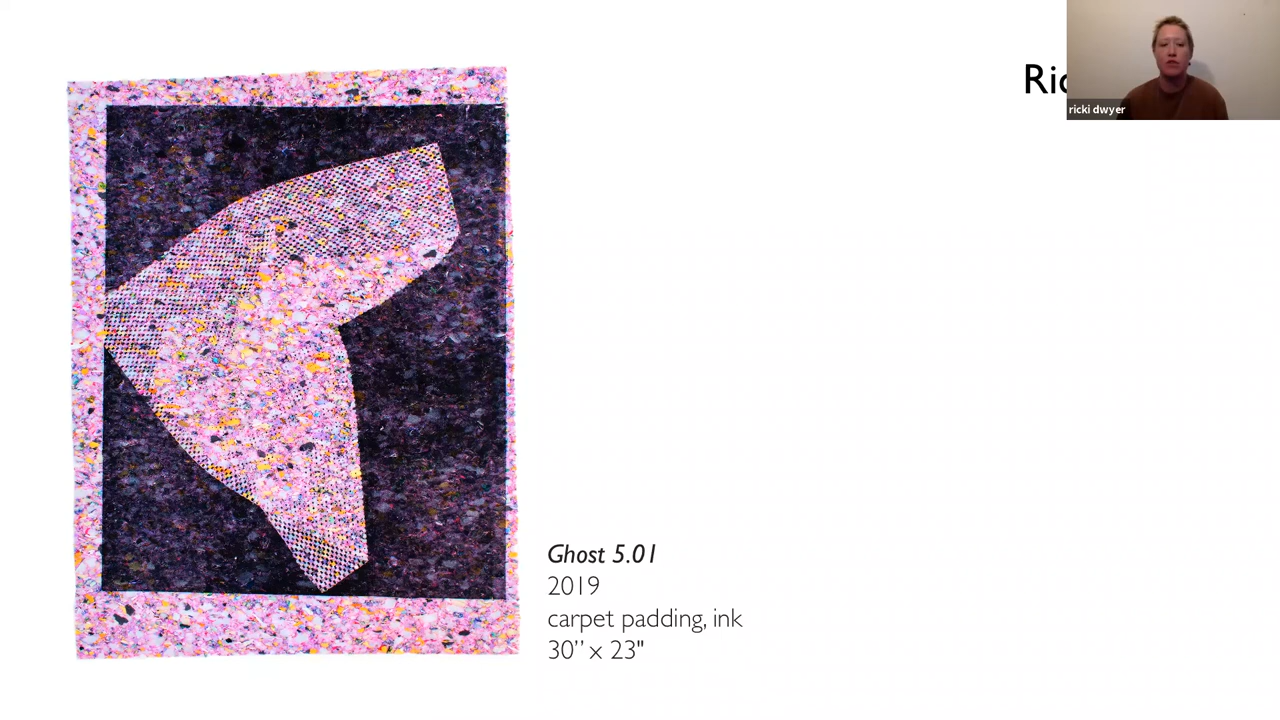 Ric
ricki dwyer
Ghost 5.01
2019
carpet padding, ink
30” x 23"